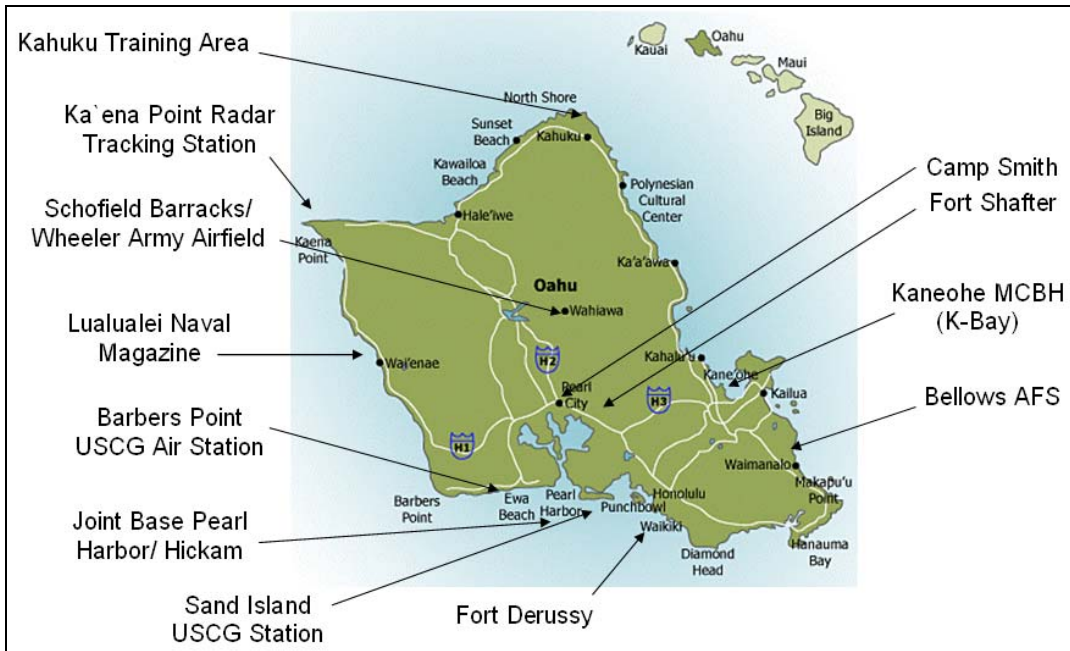 Kahuku Training Area
Ka`ena Point Radar
Tracking Station
Schofield Barracks/
Wheeler Army Airfield
Lualualei Naval
Magazine
Barbers Point
USCG Air Station
Joint Base Pearl
Harbor/ Hickam
Sand Island
USCG Station
Fort Derussy
Camp Smith
Fort Shafter
Kaneohe MCBH
(K-Bay)
Bellows AFS
Kauai
Oahu
Maui
Big
Island
North Shore
Sunset
Beach
Kahuku
Kawailoa
Beach
Polynesian
Cultural
Center
Hale'iwe
Kaena
Point
Ka'a'awa
Oahu
Wahiawa
Wai'enae
H2
Kahalu'u
Kane'ohe
Pearl
City
H3
Kailua
H1
Waimanalo
Makapu'u
Point
Barbers
Point
Ewa
Beach
Pearl
Harbor
Honolulu
Punchbowl
Waikiki
Diamond
Head
Hanauma
Bay